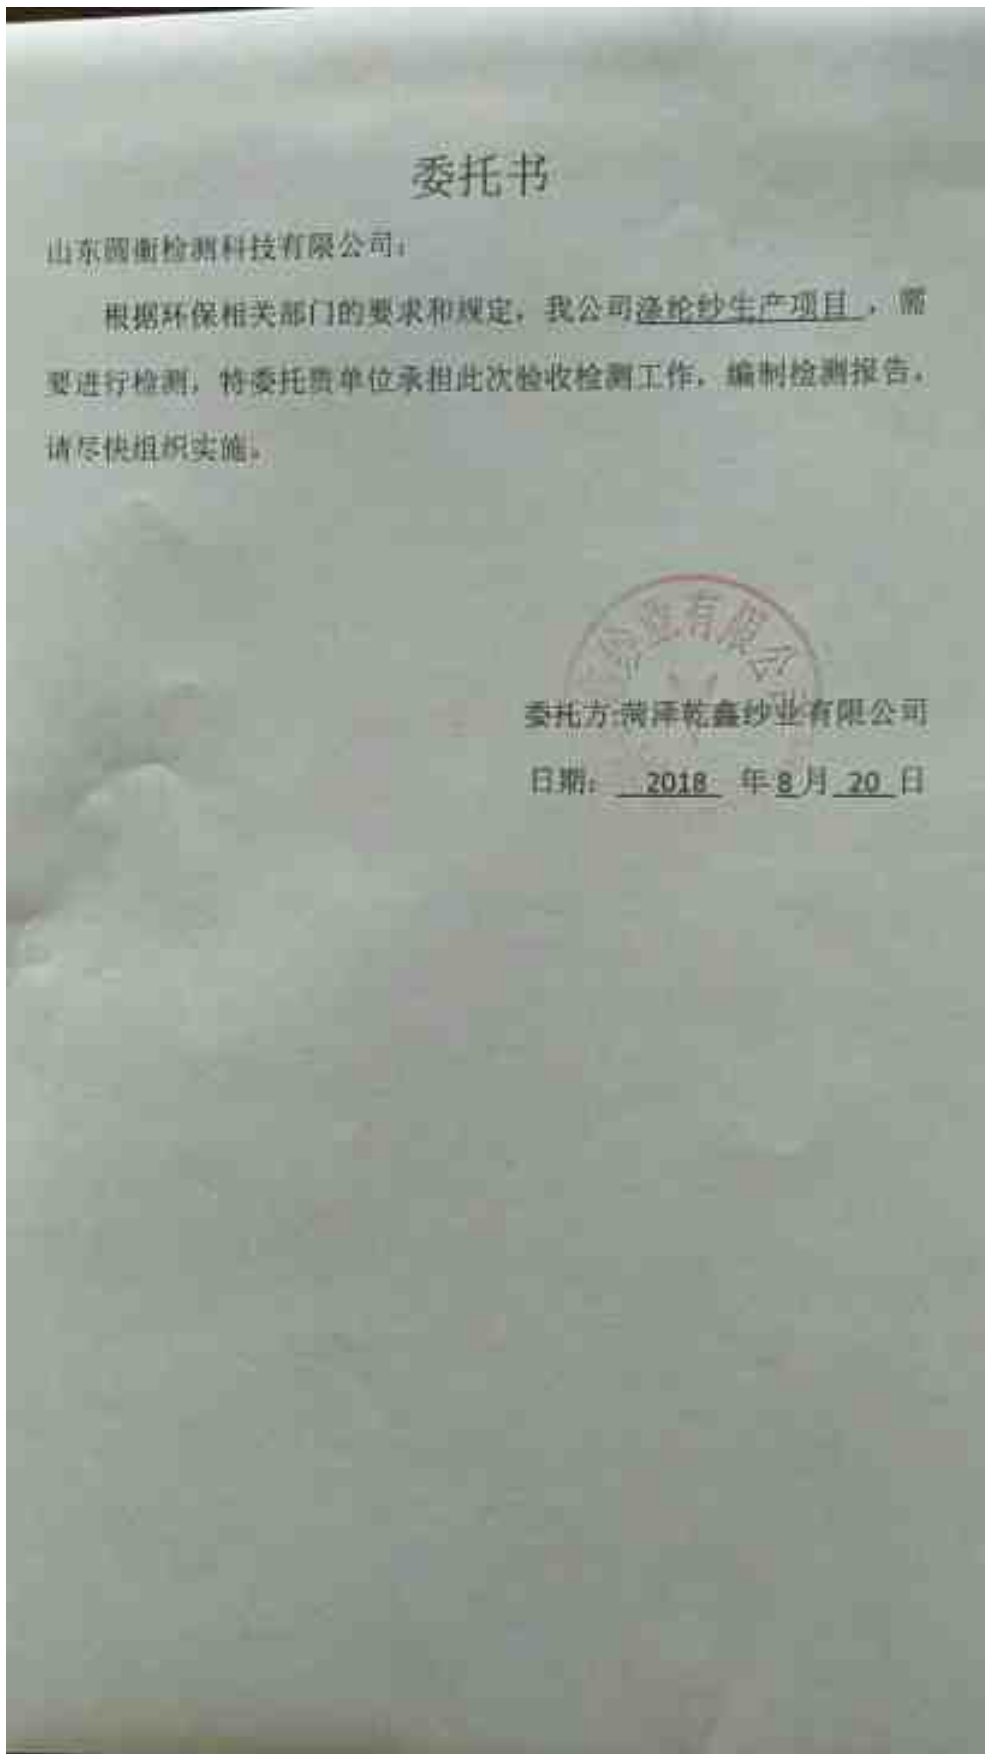 委托书
山东圆衡检测科技有限公司：
根据环保相关部门的要求和规定，我公司涤纶纱生产项目，需
要进行检测，特委托贵单位承担此次验收检测工作，编制检测报告，
请尽快组织实施。
纱业有限公
委托方:菏泽乾鑫纱业有限公司
日期： 2018 年 8 月 20 日